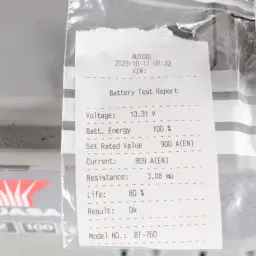 AUTOOL
2023-10-17 00:33
VIN:
Battery Test Report
Voltage: 13.31 V
Batt. Energy 100 %
Set Rated Value 900 A(EN)
Current: 809 A(EN)
Resistance: 3.08 mΩ
Life: 80 %
Result: Ok
Model NO.: BT-760